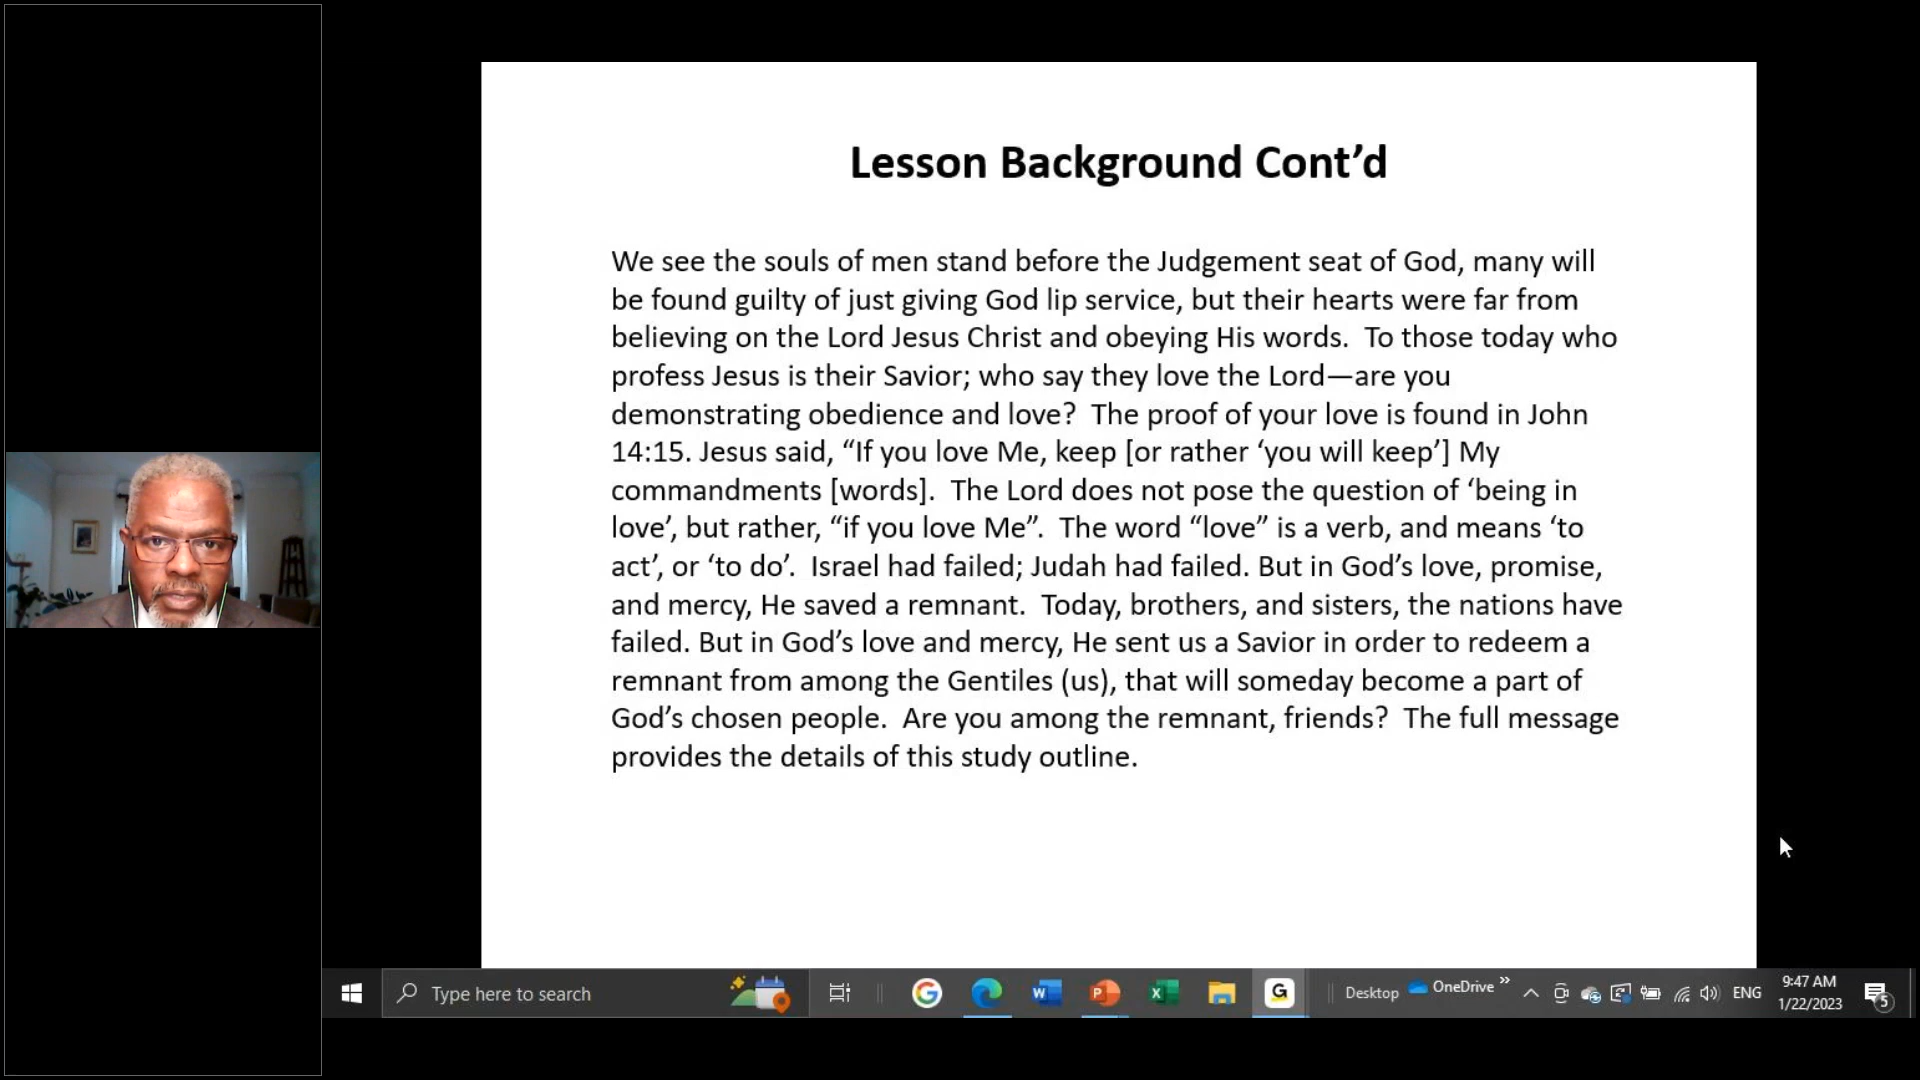 Lesson Background Cont’d
We see the souls of men stand before the Judgement seat of God, many will
be found guilty of just giving God lip service, but their hearts were far from
believing on the Lord Jesus Christ and obeying His words.  To those today who
profess Jesus is their Savior; who say they love the Lord—are you
demonstrating obedience and love?  The proof of your love is found in John
14:15. Jesus said, “If you love Me, keep [or rather ‘you will keep’] My
commandments [words].  The Lord does not pose the question of ‘being in
love’, but rather, “if you love Me”.  The word “love” is a verb, and means ‘to
act’, or ‘to do’.  Israel had failed; Judah had failed. But in God’s love, promise,
and mercy, He saved a remnant.  Today, brothers, and sisters, the nations have
failed. But in God’s love and mercy, He sent us a Savior in order to redeem a
remnant from among the Gentiles (us), that will someday become a part of
God’s chosen people.  Are you among the remnant, friends?  The full message
provides the details of this study outline.
Type here to search
G
W
P
X
G
Desktop
OneDrive
ENG
9:47 AM
1/22/2023
5